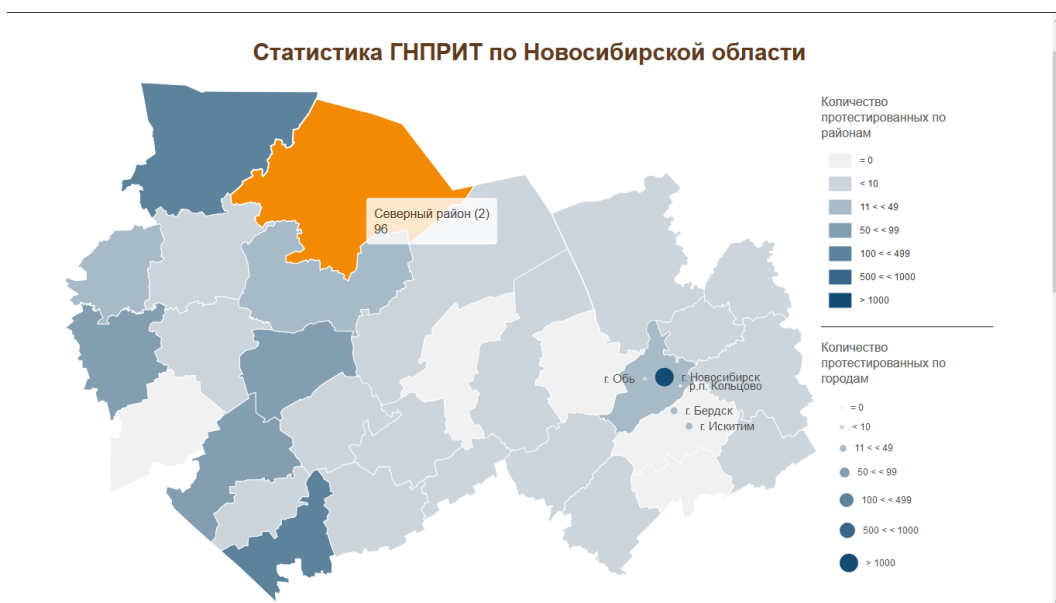 Статистика ГНПРИТ по Новосибирской области
Количество
протестированных по
районам
= 0
< 10
11 < < 49
50 < < 99
100 < < 499
500 < < 1000
> 1000
Северный район (2)
96
г. Обь
г. Новосибирск
р.п. Кольцово
г. Бердск
г. Искитим
Количество
протестированных по
городам
= 0
< 10
11 < < 49
50 < < 99
100 < < 499
500 < < 1000
> 1000